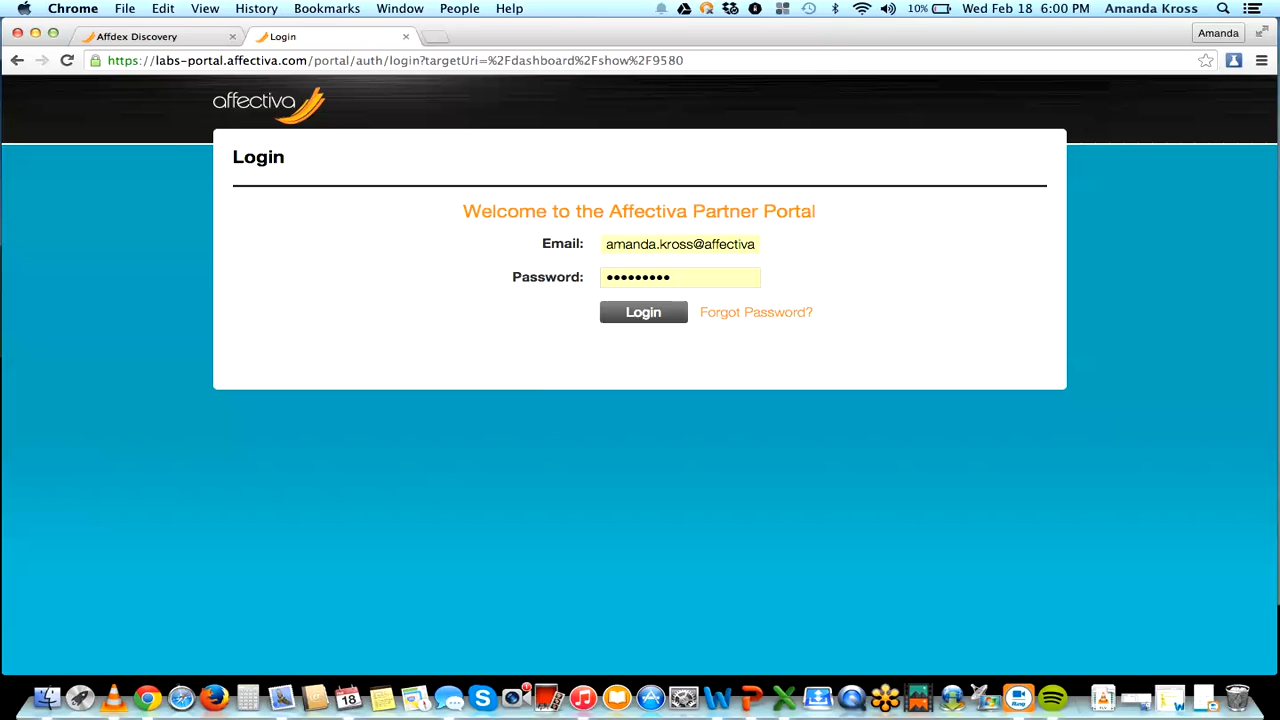 Chrome File Edit View History Bookmarks Window People Help 10% Wed Feb 18 6:00 PM Amanda Kross
Affdex Discovery Login Amanda
https://labs-portal.affectiva.com/portal/auth/login?targetUri=%2Fdashboard%2Fshow%2F9580
affectiva
Login
Welcome to the Affectiva Partner Portal
Email: amanda.kross@affectiva
Password: •••••••••
Login Forgot Password?
18